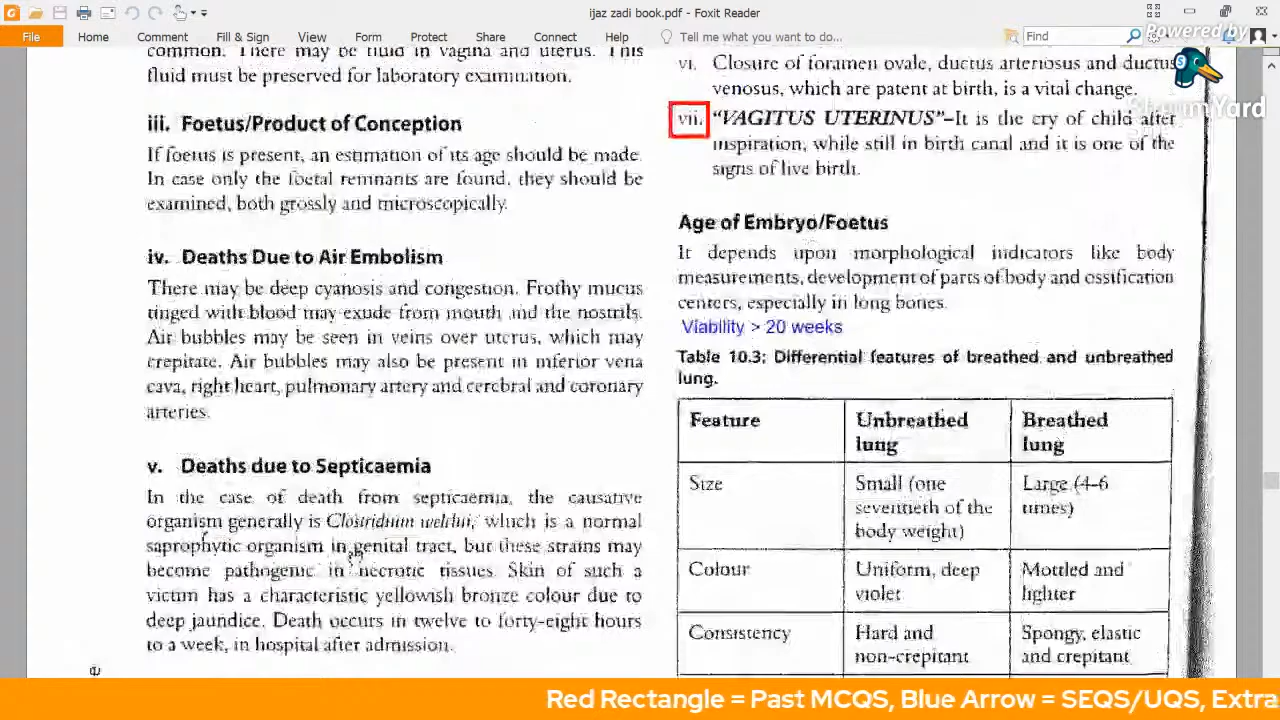 ijaz zadi book.pdf - Foxit Reader
File Home Comment Fill & Sign View Form Protect Share Connect Help Tell me what you want to do... Find
Powered by
StreamYard
common. There may be fluid in vagina and uterus. This
fluid must be preserved for laboratory examination.
iii. Foetus/Product of Conception
If foetus is present, an estimation of its age should be made.
In case only the foetal remnants are found, they should be
examined, both grossly and microscopically.
iv. Deaths Due to Air Embolism
There may be deep cyanosis and congestion. Frothy mucus
tinged with blood may exude from mouth and the nostrils.
Air bubbles may be seen in veins over uterus, which may
crepitate. Air bubbles may also be present in inferior vena
cava, right heart, pulmonary artery and cerebral and coronary
arteries.
v. Deaths due to Septicaemia
In the case of death from septicaemia, the causative
organism generally is Clostridium welchii, which is a normal
saprophytic organism in genital tract, but these strains may
become pathogenic in necrotic tissues. Skin of such a
victim has a characteristic yellowish bronze colour due to
deep jaundice. Death occurs in twelve to forty-eight hours
to a week, in hospital after admission.
vi. Closure of foramen ovale, ductus arteriosus and ductus
venosus, which are patent at birth, is a vital change.
vii. "VAGITUS UTERINUS"–It is the cry of child after
inspiration, while still in birth canal and it is one of the
signs of live birth.
Age of Embryo/Foetus
It depends upon morphological indicators like body
measurements, development of parts of body and ossification
centers, especially in long bones.
Viability > 20 weeks
Table 10.3: Differential features of breathed and unbreathed
lung.
Feature Unbreathed lung Breathed lung
Size Small (one seventieth of the body weight) Large (4-6 times)
Colour Uniform, deep violet Mottled and lighter
Consistency Hard and non-crepitant Spongy, elastic and crepitant
Red Rectangle = Past MCQS, Blue Arrow = SEQS/UQS, Extra